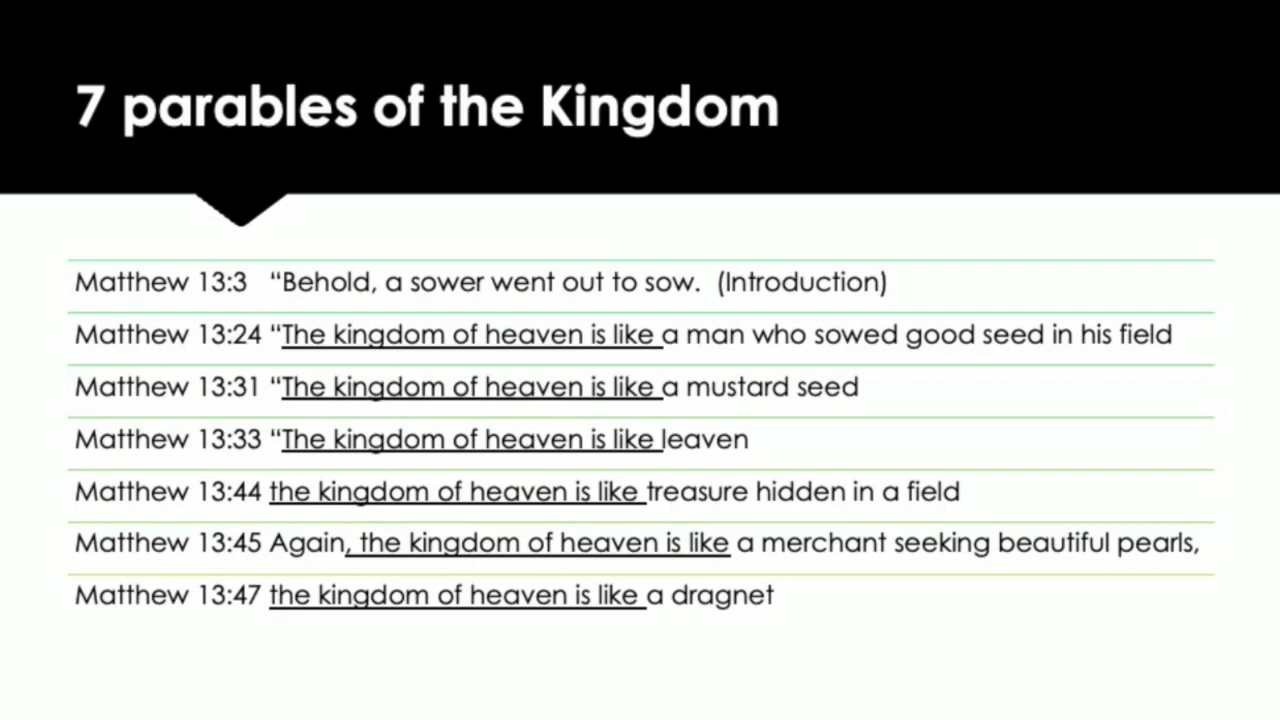 7 parables of the Kingdom
Matthew 13:3 “Behold, a sower went out to sow. (Introduction)
Matthew 13:24 “The kingdom of heaven is like a man who sowed good seed in his field
Matthew 13:31 “The kingdom of heaven is like a mustard seed
Matthew 13:33 “The kingdom of heaven is like leaven
Matthew 13:44 the kingdom of heaven is like treasure hidden in a field
Matthew 13:45 Again, the kingdom of heaven is like a merchant seeking beautiful pearls,
Matthew 13:47 the kingdom of heaven is like a dragnet